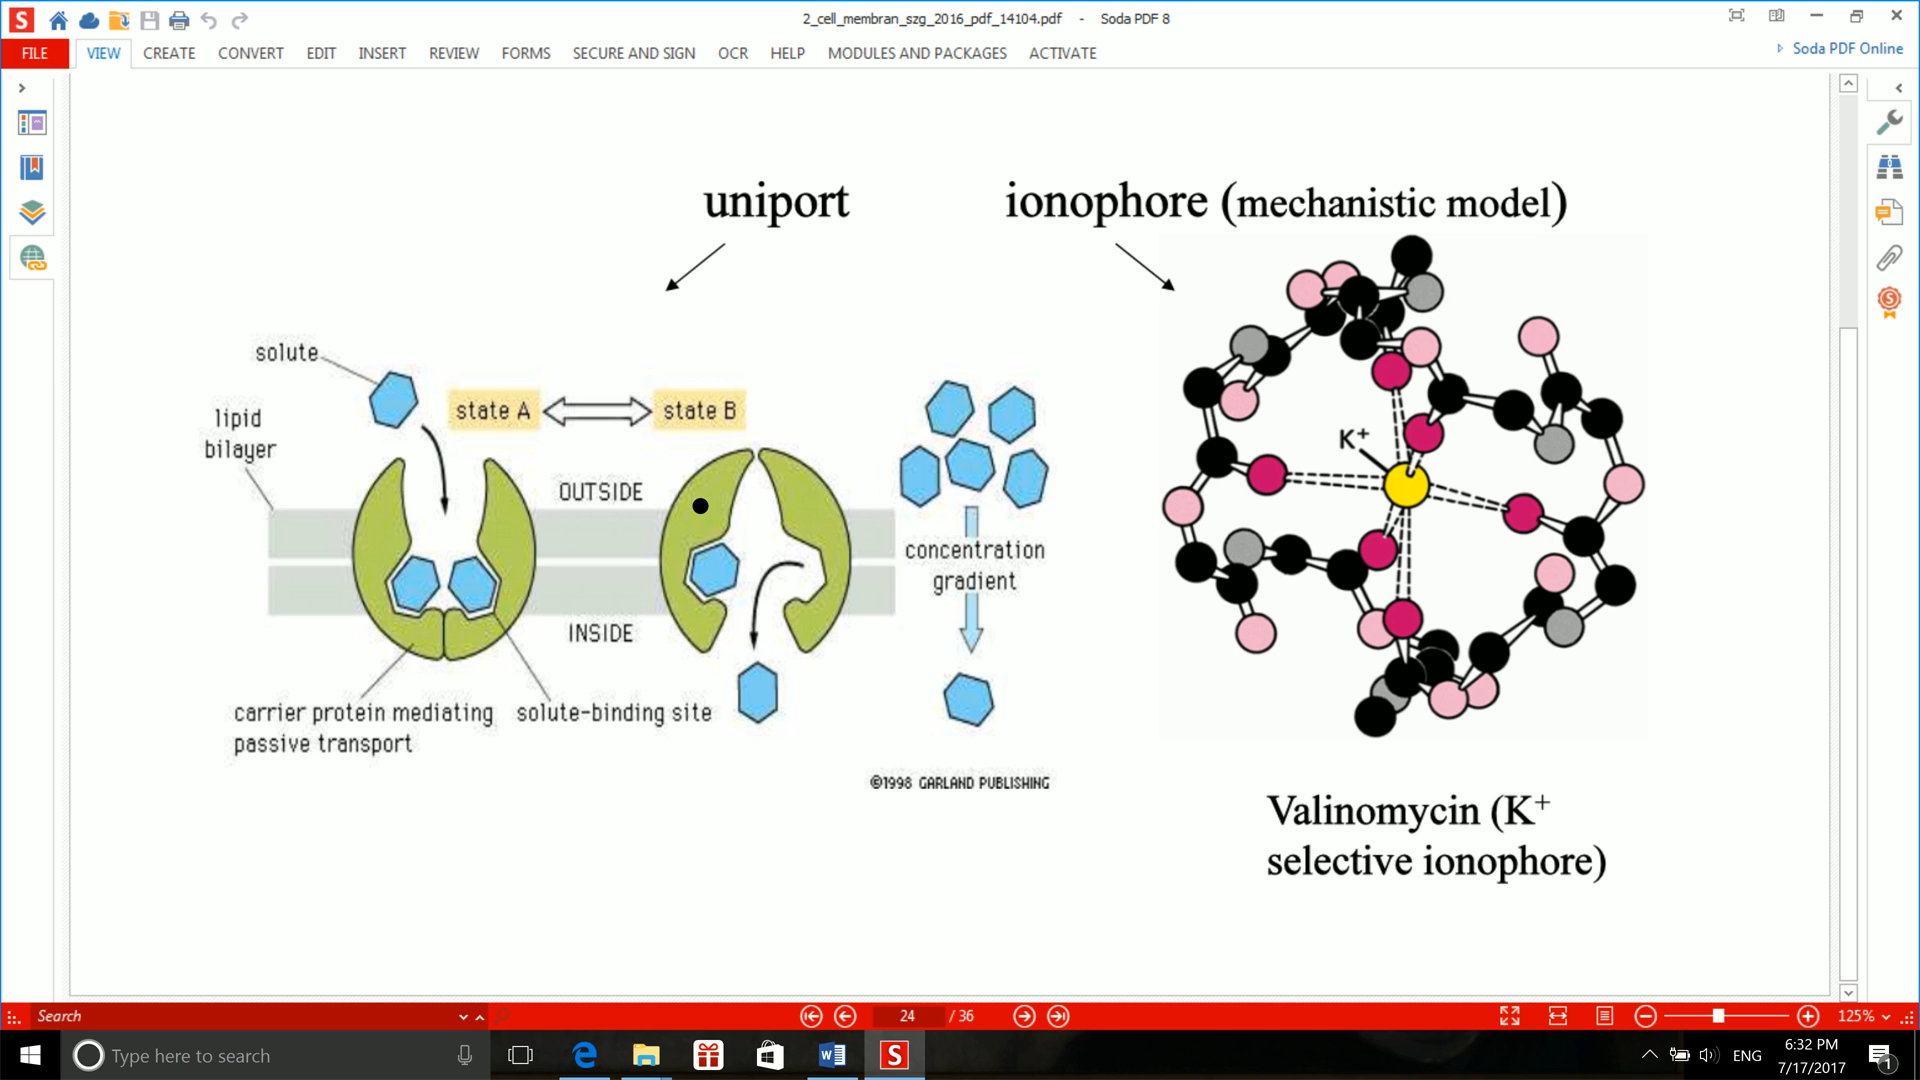 2_cell_membran_szg_2016_pdf_14104.pdf - Soda PDF 8
FILE VIEW CREATE CONVERT EDIT INSERT REVIEW FORMS SECURE AND SIGN OCR HELP MODULES AND PACKAGES ACTIVATE
Soda PDF Online
uniport
ionophore (mechanistic model)
solute
lipid
bilayer
state A
state B
OUTSIDE
INSIDE
carrier protein mediating
passive transport
solute-binding site
concentration
gradient
©1998 GARLAND PUBLISHING
K⁺
Valinomycin (K⁺
selective ionophore)
Search
24 / 36
125%
Type here to search
ENG
6:32 PM
7/17/2017
1